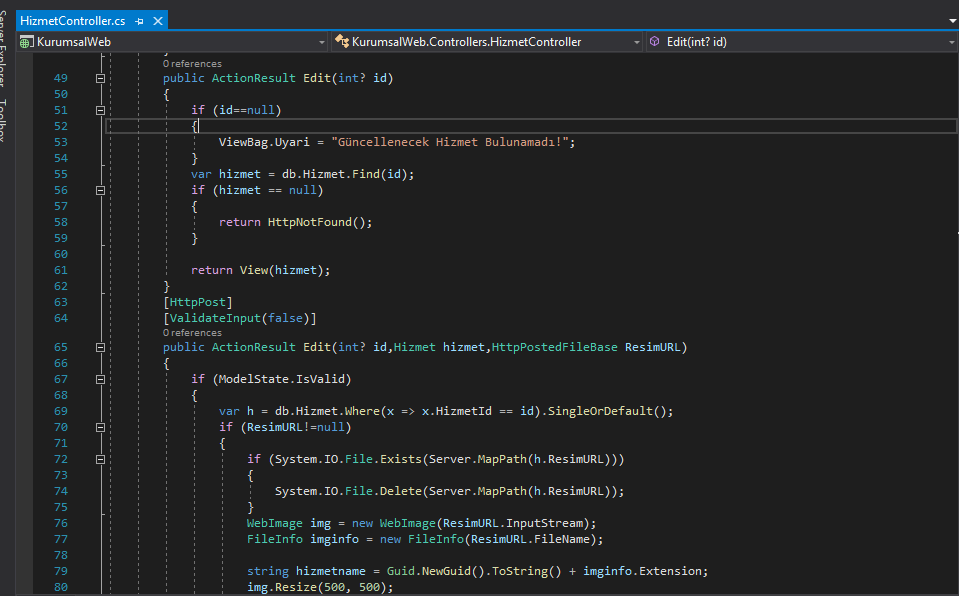 Server Explorer
Toolbox
HizmetController.cs
KurumsalWeb
KurumsalWeb.Controllers.HizmetController
Edit(int? id)
0 references
49 public ActionResult Edit(int? id)
50 {
51 if (id==null)
52 {
53 ViewBag.Uyari = "Güncellenecek Hizmet Bulunamadı!";
54 }
55 var hizmet = db.Hizmet.Find(id);
56 if (hizmet == null)
57 {
58 return HttpNotFound();
59 }
60
61 return View(hizmet);
62 }
63 [HttpPost]
64 [ValidateInput(false)]
0 references
65 public ActionResult Edit(int? id,Hizmet hizmet,HttpPostedFileBase ResimURL)
66 {
67 if (ModelState.IsValid)
68 {
69 var h = db.Hizmet.Where(x => x.HizmetId == id).SingleOrDefault();
70 if (ResimURL!=null)
71 {
72 if (System.IO.File.Exists(Server.MapPath(h.ResimURL)))
73 {
74 System.IO.File.Delete(Server.MapPath(h.ResimURL));
75 }
76 WebImage img = new WebImage(ResimURL.InputStream);
77 FileInfo imginfo = new FileInfo(ResimURL.FileName);
78
79 string hizmetname = Guid.NewGuid().ToString() + imginfo.Extension;
80 img.Resize(500, 500);